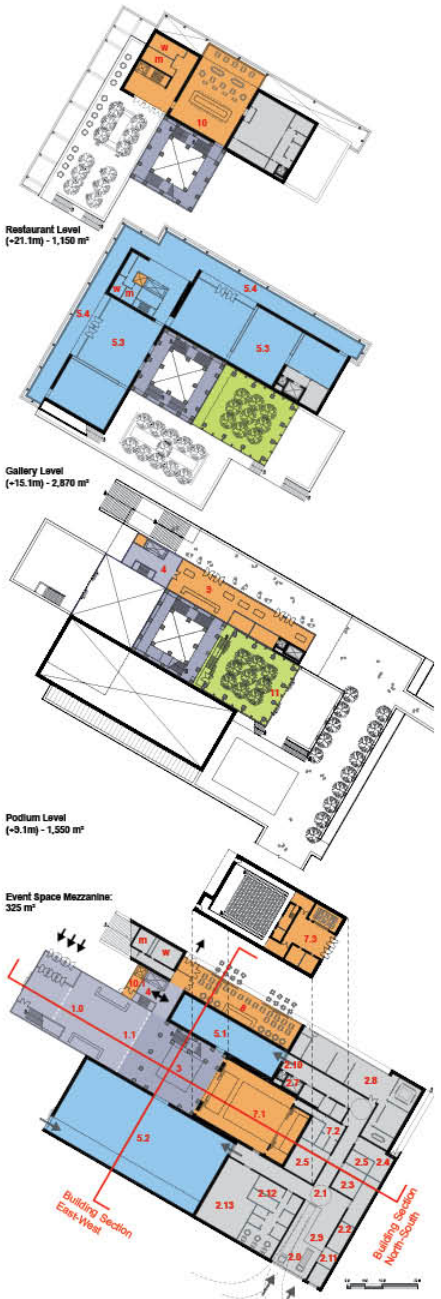 w
m
10
Restaurant Level
(+21.1m) - 1,150 m²
5.4
w
m
5.4
5.3
5.3
Gallery Level
(+15.1m) - 2,870 m²
4
11
Podium Level
(+9.1m) - 1,550 m²
Event Space Mezzanine:
325 m²
7.3
m
w
10.1
8
1.0
5.1
1.1
3
2.10
2.8
2.7
7.1
7.2
5.2
2.5
2.5
2.4
2.3
2.1
2.13
2.12
2.9
2.2
2.0
2.11
Building Section
East-West
Building Section
North-South